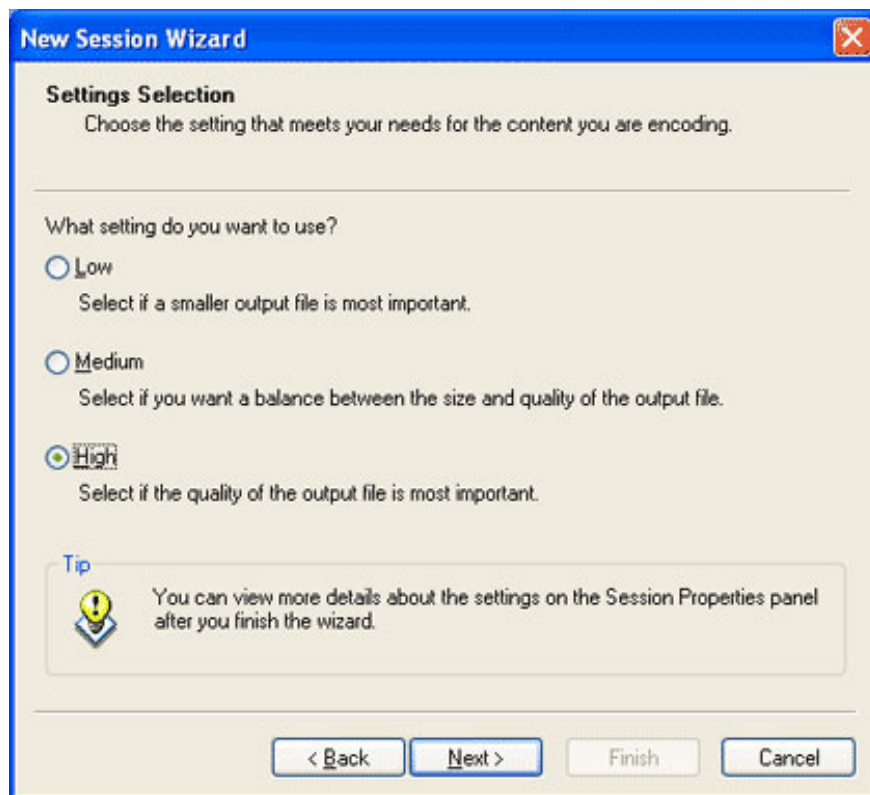 New Session Wizard
Settings Selection
Choose the setting that meets your needs for the content you are encoding.
What setting do you want to use?
Low
Select if a smaller output file is most important.
Medium
Select if you want a balance between the size and quality of the output file.
High
Select if the quality of the output file is most important.
Tip
You can view more details about the settings on the Session Properties panel
after you finish the wizard.
< Back
Next >
Finish
Cancel